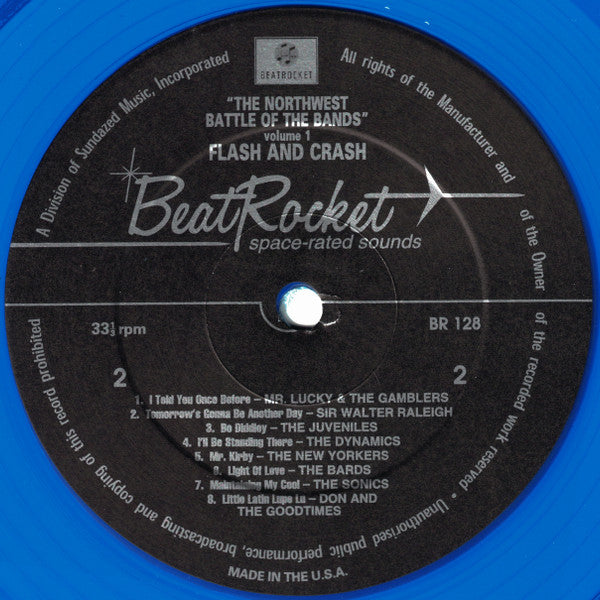 BEATROCKET
A Division of Sundazed Music, Incorporated
All rights of the Manufacturer and of the Owner of the recorded work reserved • Unauthorised public performance, broadcasting and copying of this record prohibited
"THE NORTHWEST
BATTLE OF THE BANDS"
volume 1
FLASH AND CRASH
BeatRocket
space-rated sounds
33⅓ rpm
BR 128
2
2
1. I Told You Once Before – MR. LUCKY & THE GAMBLERS
2. Tomorrow's Gonna Be Another Day – SIR WALTER RALEIGH
3. Bo Diddley – THE JUVENILES
4. I'll Be Standing There – THE DYNAMICS
5. Mr. Kirby – THE NEW YORKERS
6. Light Of Love – THE BARDS
7. Maintaining My Cool – THE SONICS
8. Little Latin Lupe Lu – DON AND
THE GOODTIMES
MADE IN THE U.S.A.